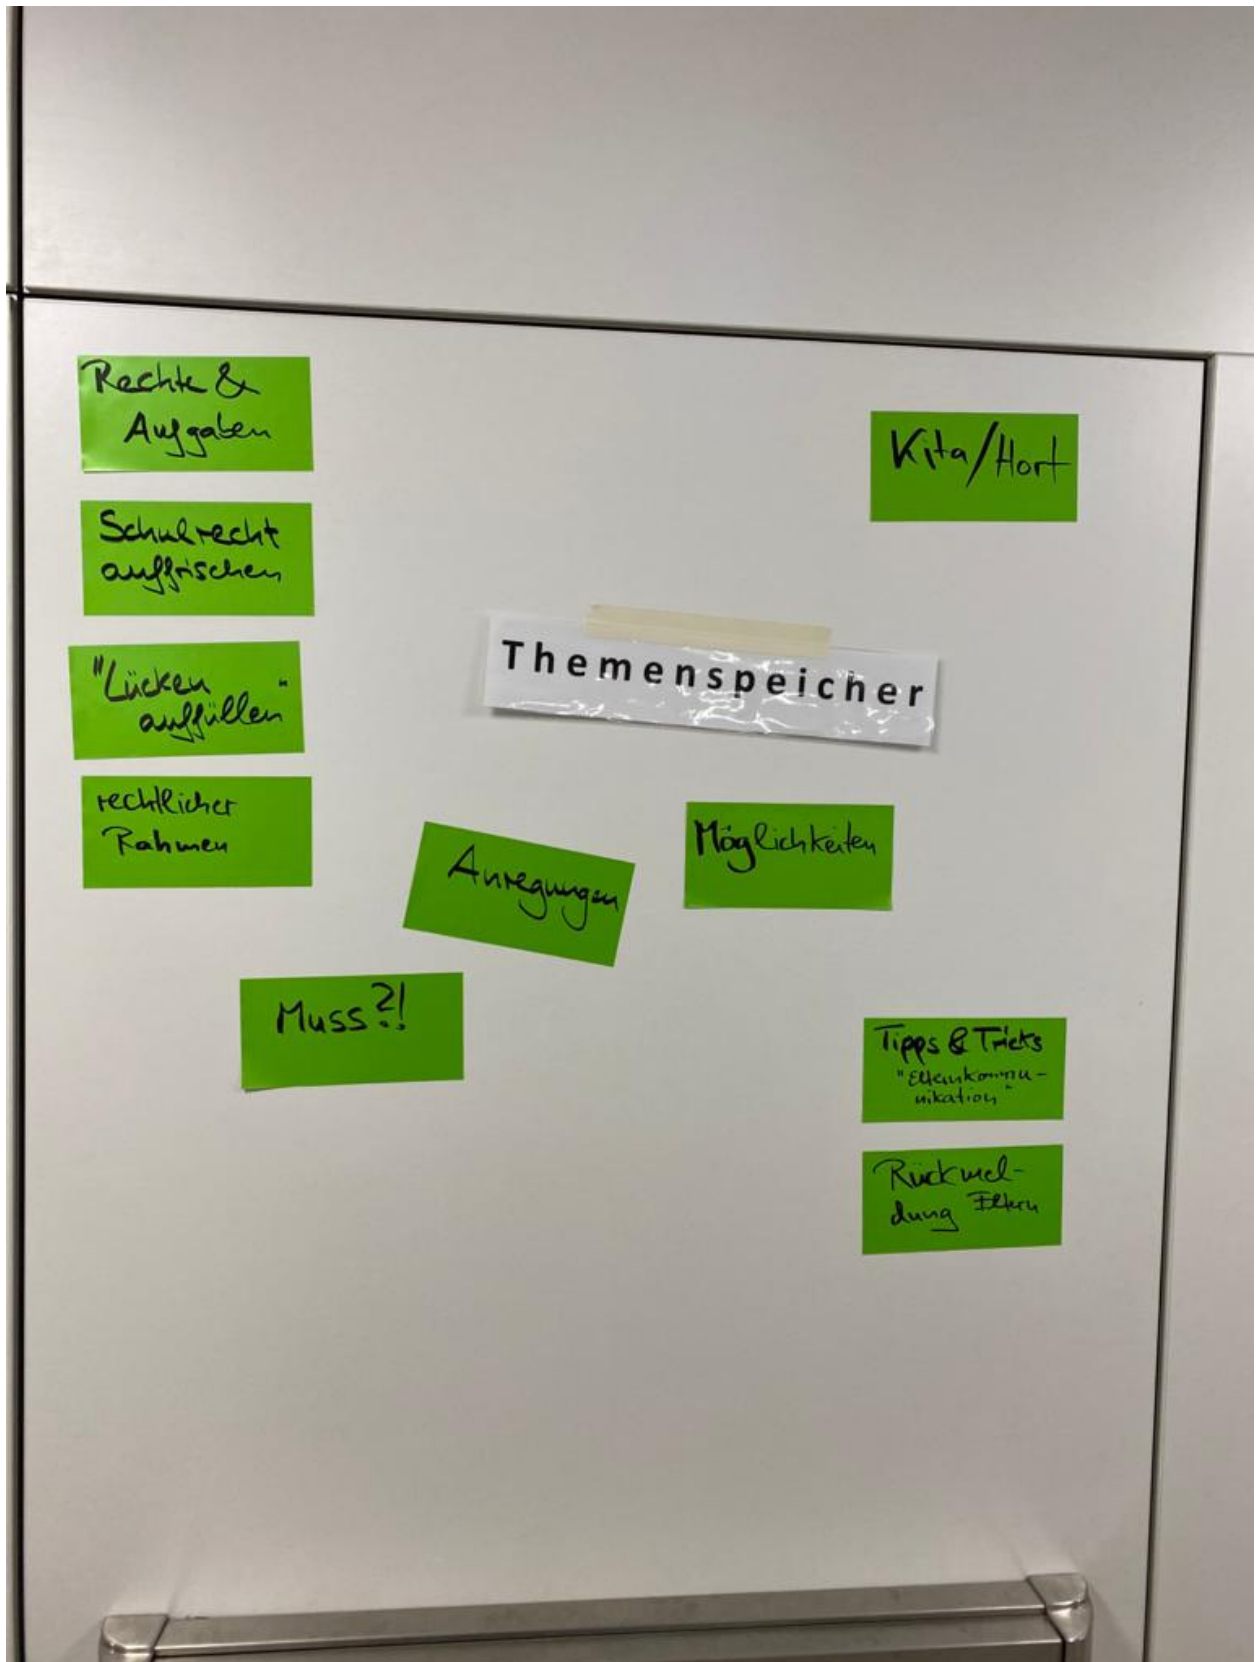 Rechte &
Aufgaben
Schulrecht
auffrischen
"Lücken
auffüllen"
rechtlicher
Rahmen
Kita/Hort
Themenspeicher
Anregungen
Möglichkeiten
Muss?!
Tipps & Tricks
"Elternkommu-
nikation"
Rückmel-
dung Eltern